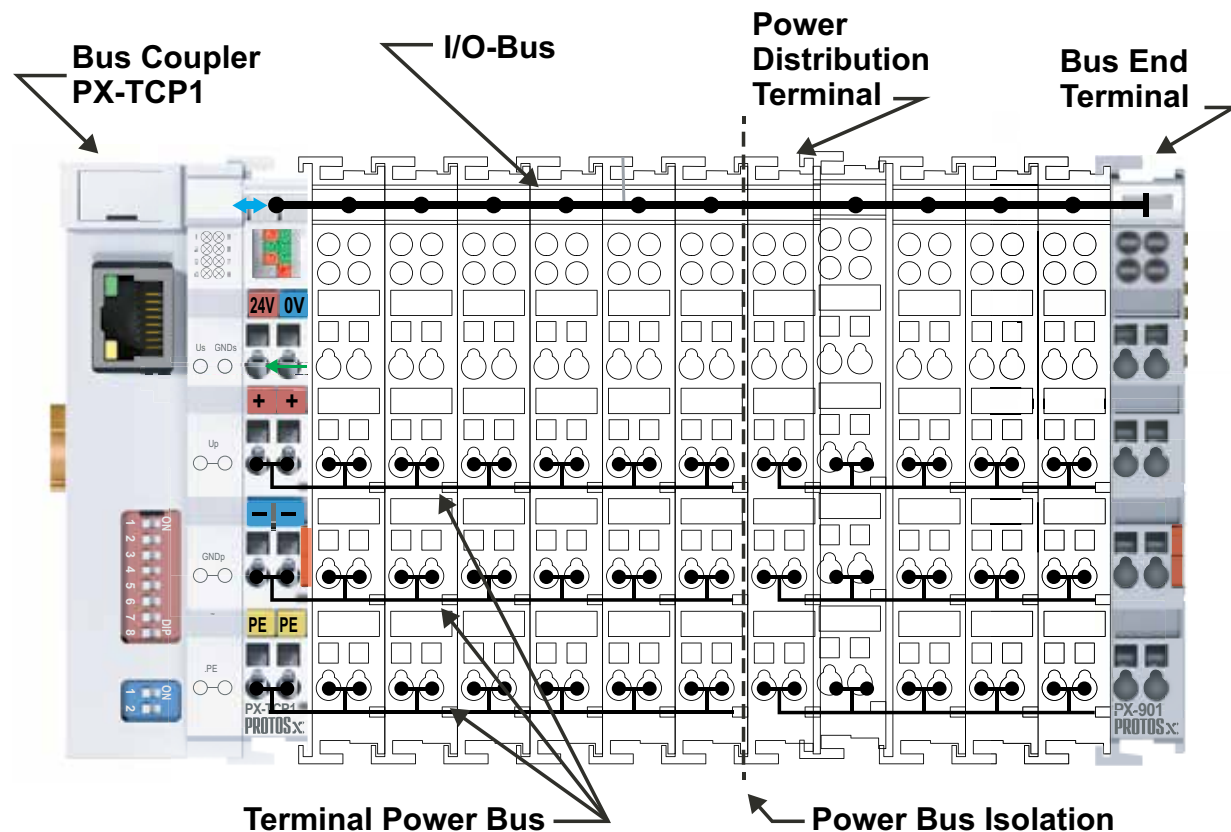 Bus Coupler
PX-TCP1
I/O-Bus
Power
Distribution
Terminal
Bus End
Terminal
24V 0V
Us GNDs
+ +
Up
− −
GNDp
PE PE
PE
ON
1 2 3 4 5 6 7 8
DIP
ON
1 2
PX-TCP1
PROTOS X
PX-901
PROTOS X
Terminal Power Bus
Power Bus Isolation